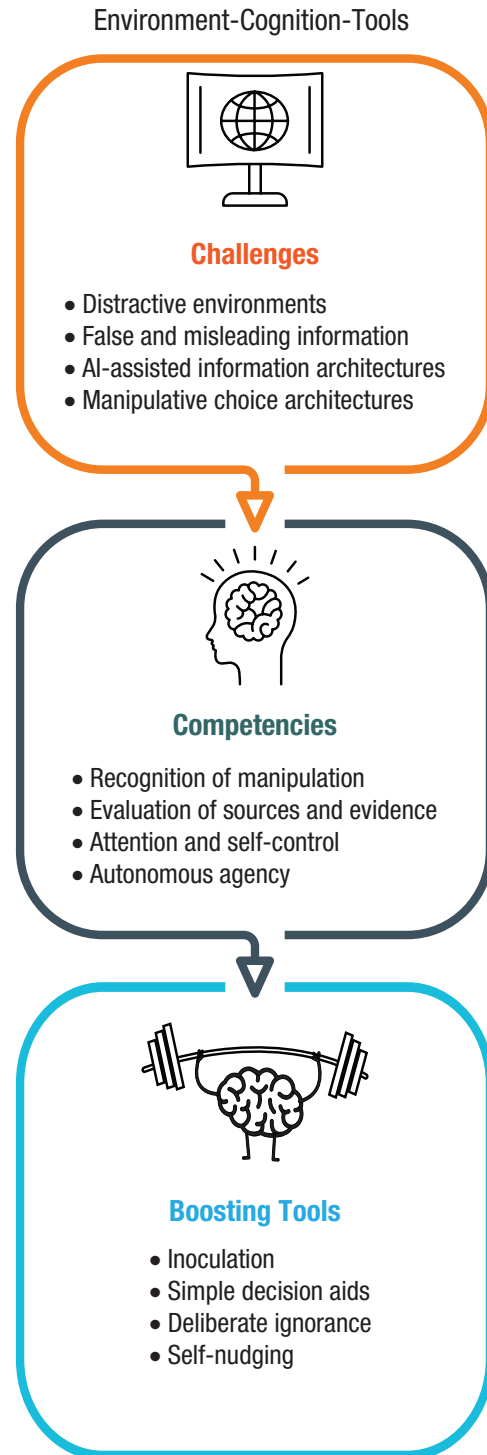 Environment-Cognition-Tools
Challenges
• Distractive environments
• False and misleading information
• AI-assisted information architectures
• Manipulative choice architectures
Competencies
• Recognition of manipulation
• Evaluation of sources and evidence
• Attention and self-control
• Autonomous agency
Boosting Tools
• Inoculation
• Simple decision aids
• Deliberate ignorance
• Self-nudging